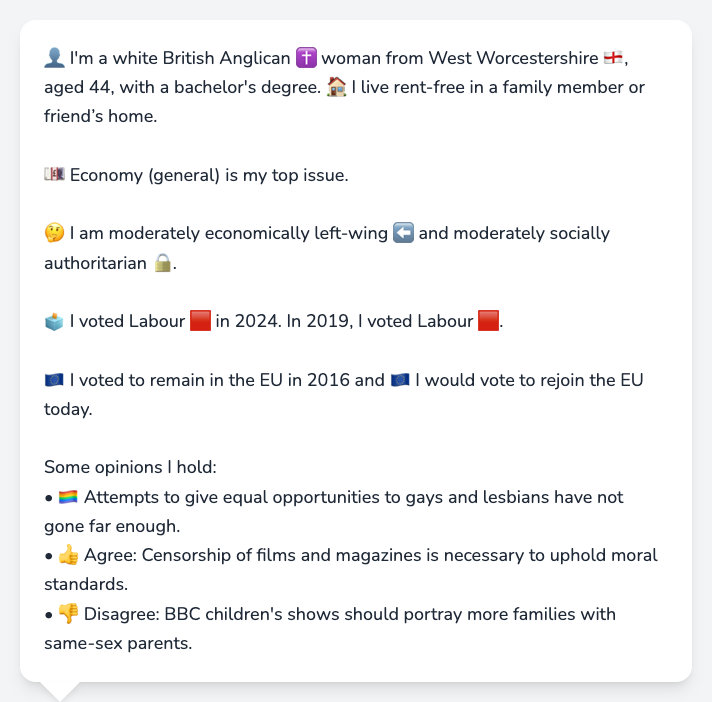 👤 I'm a white British Anglican ✝️ woman from West Worcestershire 🏴󠁧󠁢󠁥󠁮󠁧󠁿,
aged 44, with a bachelor's degree. 🏠 I live rent-free in a family member or
friend’s home.
💷 Economy (general) is my top issue.
🤔 I am moderately economically left-wing ⬅️ and moderately socially
authoritarian 🔒.
🗳️ I voted Labour 🟥 in 2024. In 2019, I voted Labour 🟥.
🇪🇺 I voted to remain in the EU in 2016 and 🇪🇺 I would vote to rejoin the EU
today.
Some opinions I hold:
• 🏳️‍🌈 Attempts to give equal opportunities to gays and lesbians have not
gone far enough.
• 👍 Agree: Censorship of films and magazines is necessary to uphold moral
standards.
• 👎 Disagree: BBC children's shows should portray more families with
same-sex parents.